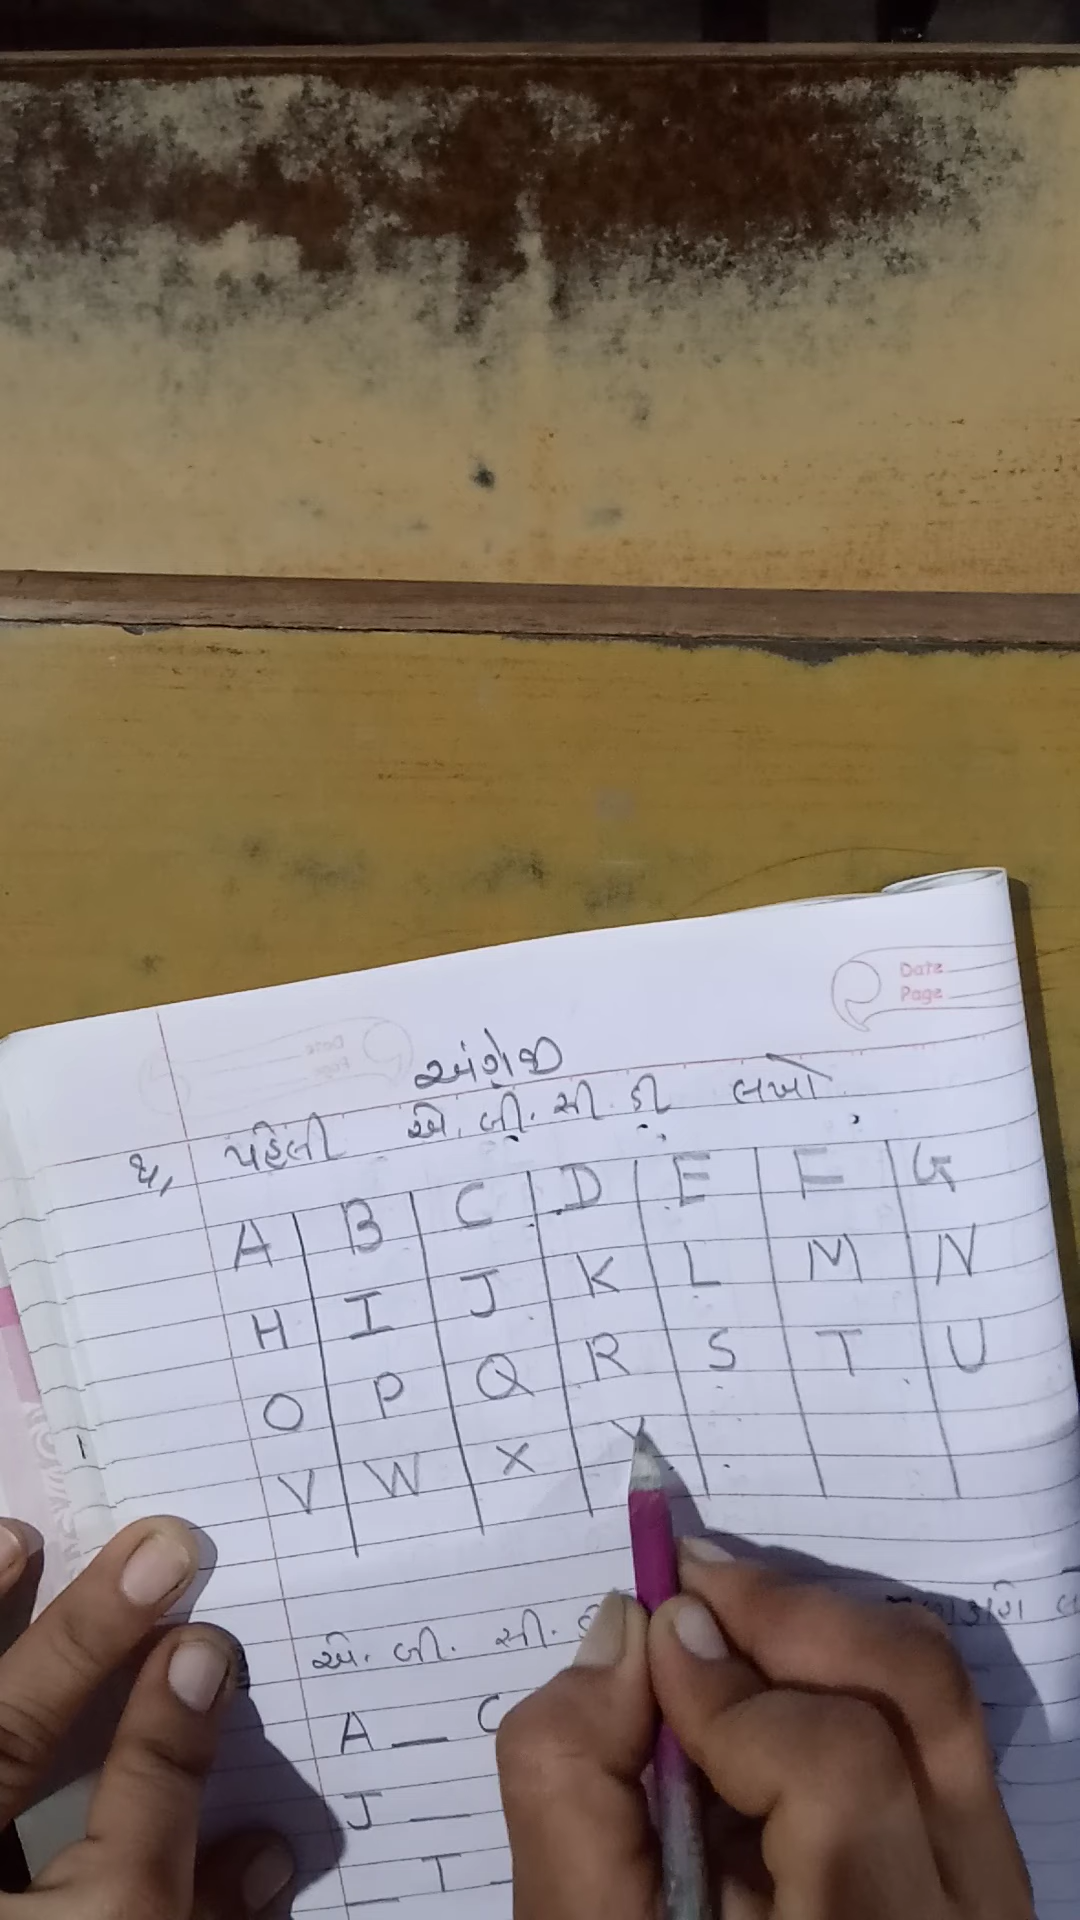 Date
Page
અંગ્રેજી
પહેલી એ. બી. સી. ડી લખો.
A B C D E F G
H I J K L M N
O P Q R S T U
V W X Y
એ. બી. સી.
A _ C
J _
_ T _